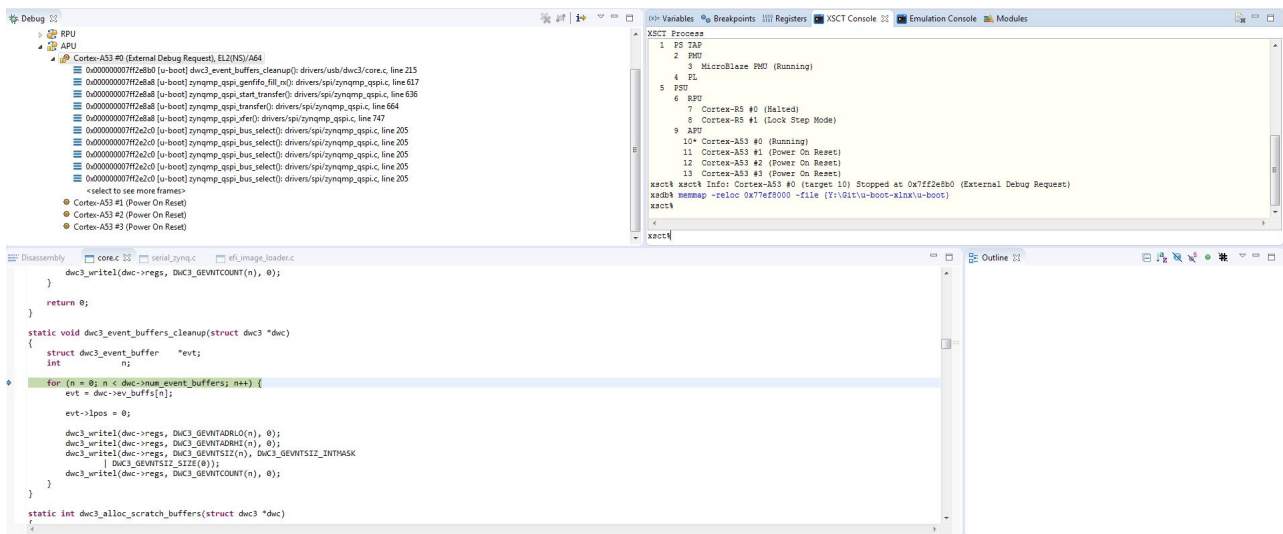 Debug
RPU
APU
Cortex-A53 #0 (External Debug Request), EL2(NS)/A64
0x000000007ff2e8b0 [u-boot] dwc3_event_buffers_cleanup(): drivers/usb/dwc3/core.c, line 215
0x000000007ff2e8a8 [u-boot] zynqmp_qspi_genfifo_fill_rx(): drivers/spi/zynqmp_qspi.c, line 617
0x000000007ff2e8a8 [u-boot] zynqmp_qspi_start_transfer(): drivers/spi/zynqmp_qspi.c, line 636
0x000000007ff2e8a8 [u-boot] zynqmp_qspi_transfer(): drivers/spi/zynqmp_qspi.c, line 664
0x000000007ff2e8a8 [u-boot] zynqmp_qspi_xfer(): drivers/spi/zynqmp_qspi.c, line 747
0x000000007ff2e2c0 [u-boot] zynqmp_qspi_bus_select(): drivers/spi/zynqmp_qspi.c, line 205
0x000000007ff2e2c0 [u-boot] zynqmp_qspi_bus_select(): drivers/spi/zynqmp_qspi.c, line 205
0x000000007ff2e2c0 [u-boot] zynqmp_qspi_bus_select(): drivers/spi/zynqmp_qspi.c, line 205
0x000000007ff2e2c0 [u-boot] zynqmp_qspi_bus_select(): drivers/spi/zynqmp_qspi.c, line 205
0x000000007ff2e2c0 [u-boot] zynqmp_qspi_bus_select(): drivers/spi/zynqmp_qspi.c, line 205
<select to see more frames>
Cortex-A53 #1 (Power On Reset)
Cortex-A53 #2 (Power On Reset)
Cortex-A53 #3 (Power On Reset)
(x)= Variables Breakpoints Registers XSCT Console Emulation Console Modules
XSCT Process
1 PS TAP
2 PMU
3 MicroBlaze PMU (Running)
4 PL
5 PSU
6 RPU
7 Cortex-R5 #0 (Halted)
8 Cortex-R5 #1 (Lock Step Mode)
9 APU
10* Cortex-A53 #0 (Running)
11 Cortex-A53 #1 (Power On Reset)
12 Cortex-A53 #2 (Power On Reset)
13 Cortex-A53 #3 (Power On Reset)
xsct% xsct% Info: Cortex-A53 #0 (target 10) Stopped at 0x7ff2e8b0 (External Debug Request)
xsdb% memmap -reloc 0x77ef8000 -file {Y:\Git\u-boot-xlnx\u-boot}
xsct%
xsct%
Disassembly core.c serial_zynq.c efi_image_loader.c
dwc3_writel(dwc->regs, DWC3_GEVNTCOUNT(n), 0);
}
return 0;
}
static void dwc3_event_buffers_cleanup(struct dwc3 *dwc)
{
struct dwc3_event_buffer *evt;
int n;
for (n = 0; n < dwc->num_event_buffers; n++) {
evt = dwc->ev_buffs[n];
evt->lpos = 0;
dwc3_writel(dwc->regs, DWC3_GEVNTADRLO(n), 0);
dwc3_writel(dwc->regs, DWC3_GEVNTADRHI(n), 0);
dwc3_writel(dwc->regs, DWC3_GEVNTSIZ(n), DWC3_GEVNTSIZ_INTMASK
| DWC3_GEVNTSIZ_SIZE(0));
dwc3_writel(dwc->regs, DWC3_GEVNTCOUNT(n), 0);
}
}
static int dwc3_alloc_scratch_buffers(struct dwc3 *dwc)
{
Outline